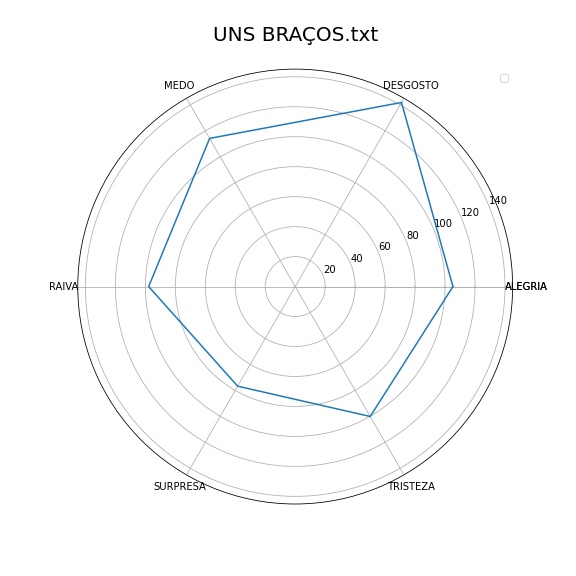 UNS BRAÇOS.txt
MEDO
DESGOSTO
140
120
100
80
60
40
20
RAIVA
ALEGRIA
SURPRESA
TRISTEZA